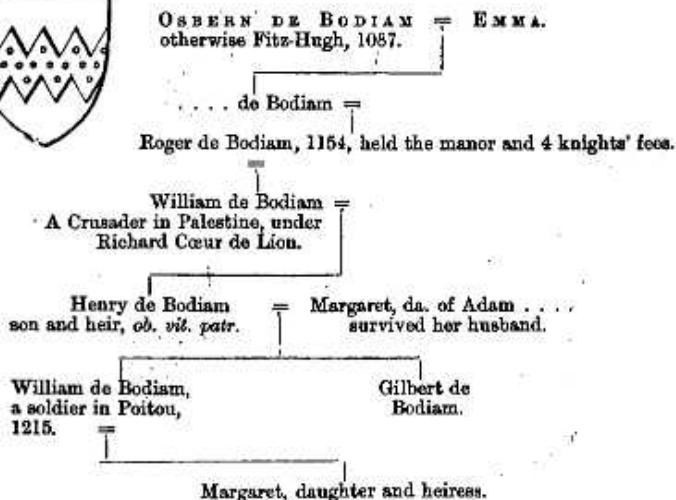 OSBERN DE BODIAM = EMMA.
otherwise Fitz-Hugh, 1087.
. . . . de Bodiam =
Roger de Bodiam, 1154, held the manor and 4 knights' fees.
=
William de Bodiam =
A Crusader in Palestine, under
Richard Cœur de Lion.
Henry de Bodiam = Margaret, da. of Adam . . . .
son and heir, ob. vit. patr. survived her husband.
William de Bodiam, Gilbert de
a soldier in Poitou, Bodiam.
1215. =
Margaret, daughter and heiress.